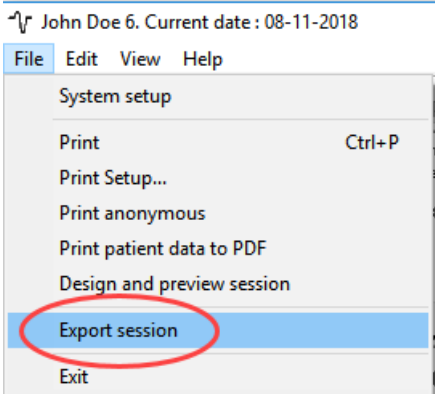 John Doe 6. Current date : 08-11-2018
File Edit View Help
System setup
Print Ctrl+P
Print Setup...
Print anonymous
Print patient data to PDF
Design and preview session
Export session
Exit